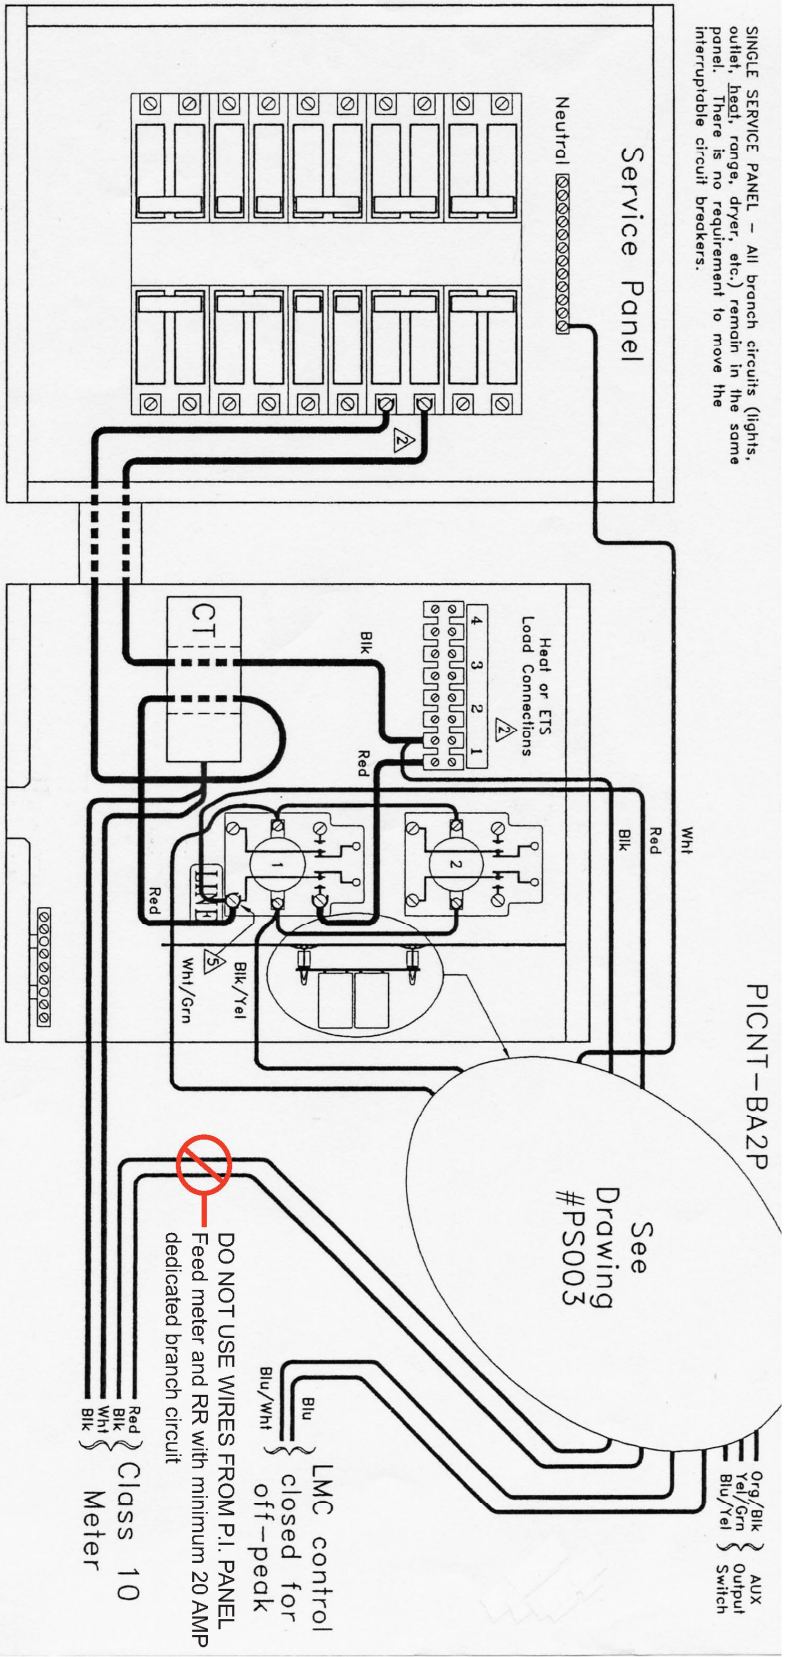 SINGLE SERVICE PANEL – All branch circuits (lights,
outlet, heat, range, dryer, etc.) remain in the same
panel. There is no requirement to move the
interruptable circuit breakers.
PICNT–BA2P
Service Panel
Neutral
2
CT
Heat or ETS
Load Connections
2
4 3 2 1
Blk
Red
Wht
Red
Blk
1
2
LINE
Red
5
Blk/Yel
Wht/Grn
See
Drawing
#PS003
Org/Blk
Yel/Grn
Blu/Yel
AUX
Output
Switch
LMC control
closed for
off–peak
Blu
Blu/Wht
DO NOT USE WIRES FROM P.I. PANEL
Feed meter and RR with minimum 20 AMP
dedicated branch circuit
Red
Blk
Wht
Blk
Class 10
Meter